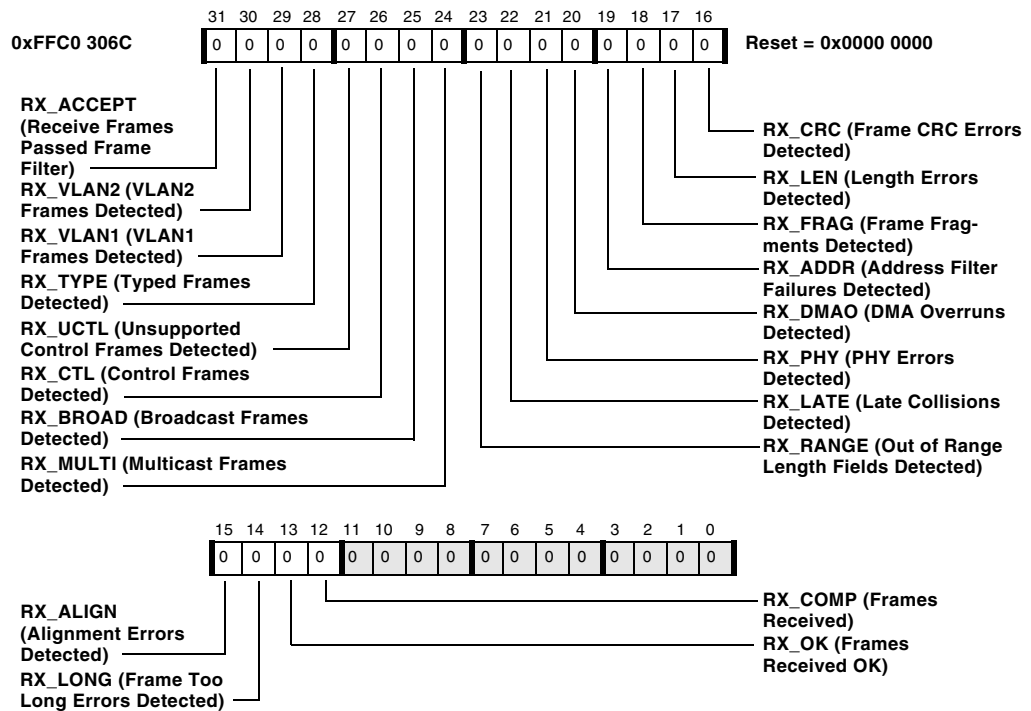 31 30 29 28 27 26 25 24 23 22 21 20 19 18 17 16
0xFFC0 306C
0 0 0 0 0 0 0 0 0 0 0 0 0 0 0 0
Reset = 0x0000 0000
RX_ACCEPT
(Receive Frames
Passed Frame
Filter)
RX_VLAN2 (VLAN2
Frames Detected)
RX_VLAN1 (VLAN1
Frames Detected)
RX_TYPE (Typed Frames
Detected)
RX_UCTL (Unsupported
Control Frames Detected)
RX_CTL (Control Frames
Detected)
RX_BROAD (Broadcast Frames
Detected)
RX_MULTI (Multicast Frames
Detected)
RX_CRC (Frame CRC Errors
Detected)
RX_LEN (Length Errors
Detected)
RX_FRAG (Frame Frag-
ments Detected)
RX_ADDR (Address Filter
Failures Detected)
RX_DMAO (DMA Overruns
Detected)
RX_PHY (PHY Errors
Detected)
RX_LATE (Late Collisions
Detected)
RX_RANGE (Out of Range
Length Fields Detected)
15 14 13 12 11 10 9 8 7 6 5 4 3 2 1 0
0 0 0 0 0 0 0 0 0 0 0 0 0 0 0 0
RX_ALIGN
(Alignment Errors
Detected)
RX_LONG (Frame Too
Long Errors Detected)
RX_COMP (Frames
Received)
RX_OK (Frames
Received OK)